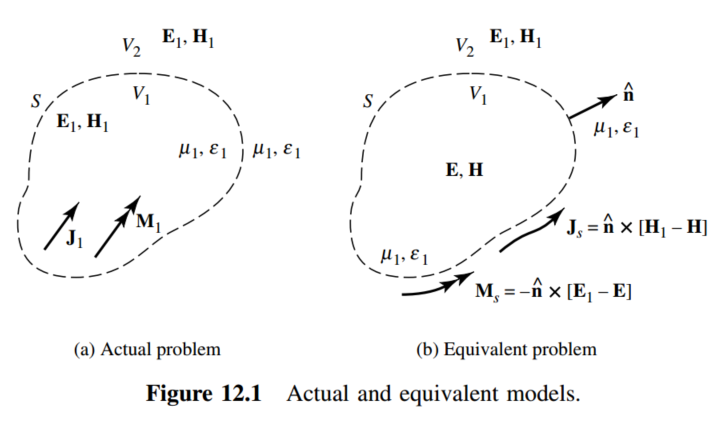 V₂ E₁, H₁
S
V₁
E₁, H₁
μ₁, ε₁
μ₁, ε₁
J₁
M₁
(a) Actual problem
V₂ E₁, H₁
S
V₁
n̂
μ₁, ε₁
E, H
Jₛ = n̂ × [H₁ – H]
μ₁, ε₁
Mₛ = –n̂ × [E₁ – E]
(b) Equivalent problem
Figure 12.1 Actual and equivalent models.